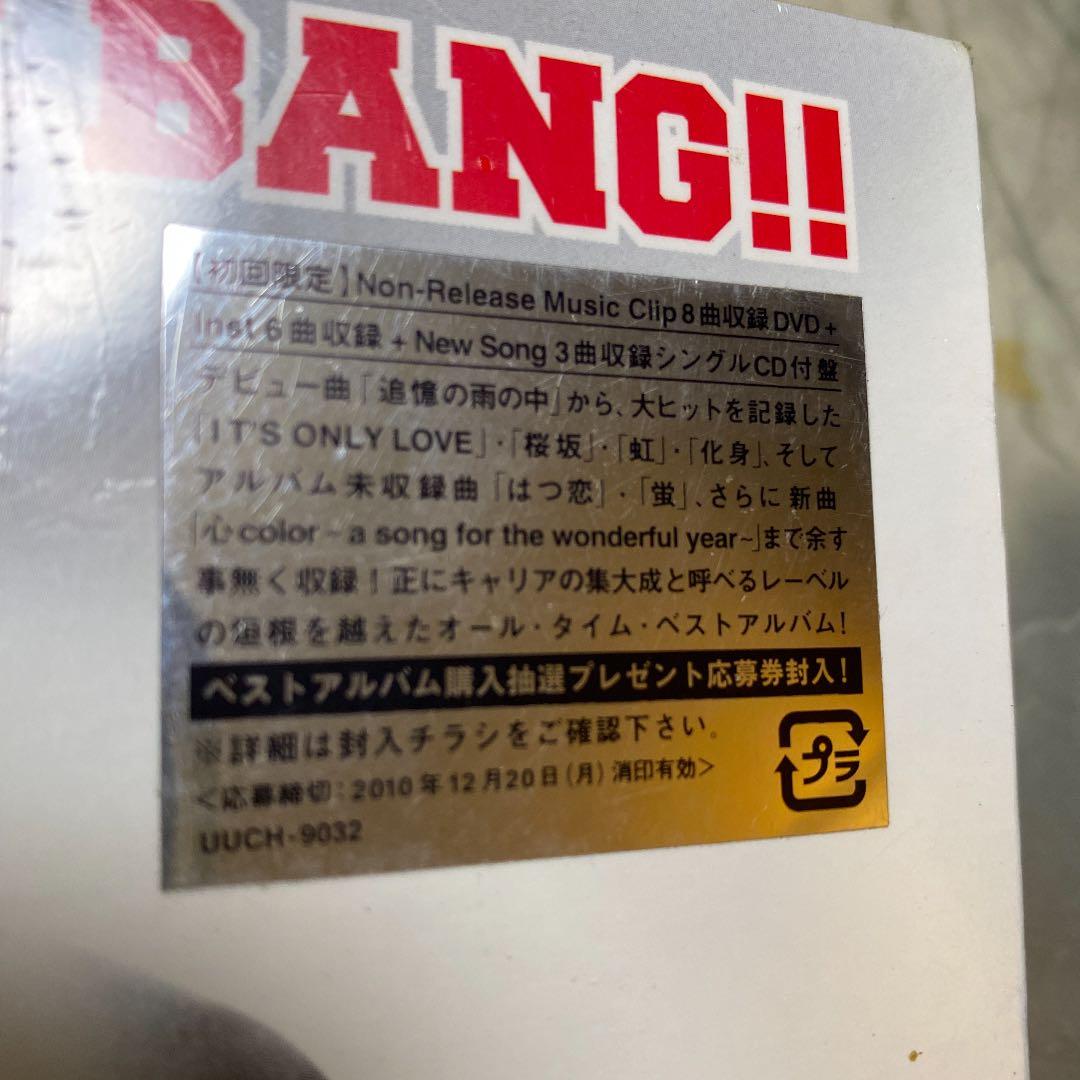 BANG!!
【初回限定】Non-Release Music Clip 8曲収録DVD+
Inst 6曲収録 + New Song 3曲収録シングルCD付盤
デビュー曲「追憶の雨の中」から、大ヒットを記録した
「IT'S ONLY LOVE」・「桜坂」・「虹」・「化身」、そして
アルバム未収録曲「はつ恋」・「蛍」、さらに新曲
「心color ~ a song for the wonderful year~」まで余す
事無く収録！正にキャリアの集大成と呼べるレーベル
の垣根を越えたオール・タイム・ベストアルバム！
ベストアルバム購入抽選プレゼント応募券封入！
※詳細は封入チラシをご確認下さい。
<応募締切：2010年12月20日(月) 消印有効>
プラ
UUCH-9032